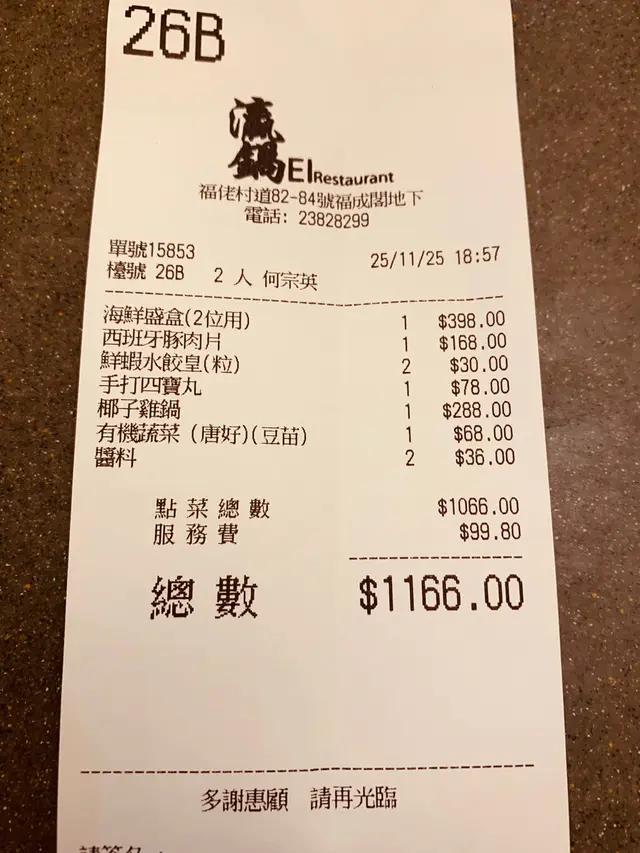 26B
瀛鍋 EI Restaurant
福佬村道82-84號福成閣地下
電話: 23828299
單號15853 25/11/25 18:57
檯號 26B 2 人 何宗英
海鮮盛盒(2位用) 1 $398.00
西班牙豚肉片 1 $168.00
鮮蝦水餃皇(粒) 2 $30.00
手打四寶丸 1 $78.00
椰子雞鍋 1 $288.00
有機蔬菜 (唐好)(豆苗) 1 $68.00
醬料 2 $36.00
點菜總數 $1066.00
服務費 $99.80
總數 $1166.00
多謝惠顧 請再光臨